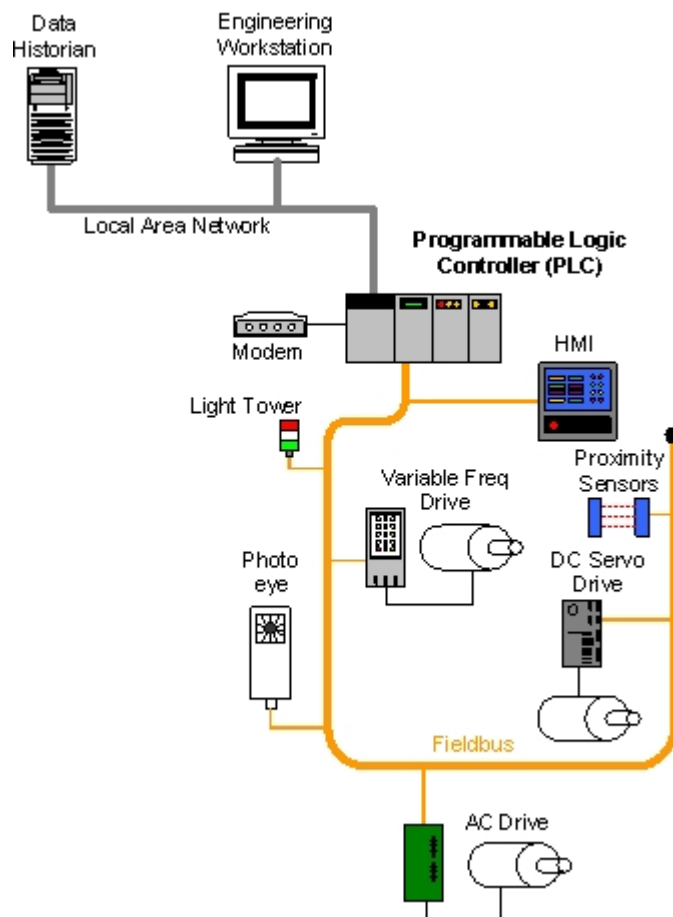 Data
Historian
Engineering
Workstation
Local Area Network
Programmable Logic
Controller (PLC)
Modem
HMI
Light Tower
Proximity
Sensors
Variable Freq
Drive
Photo
eye
DC Servo
Drive
Fieldbus
AC Drive